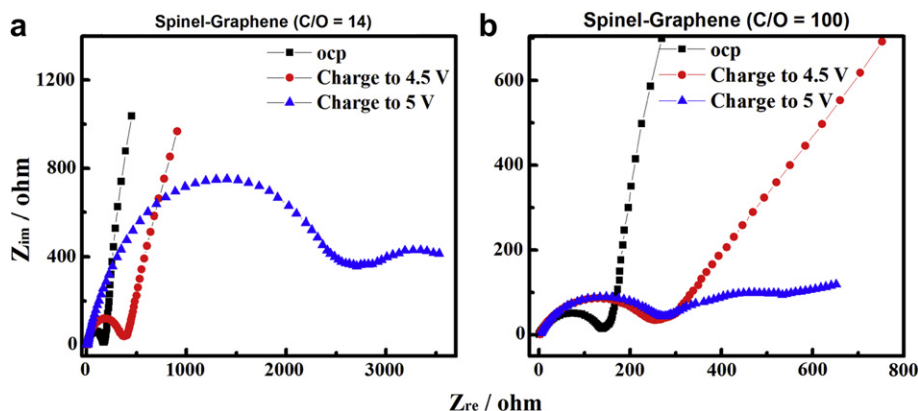 a
Spinel-Graphene (C/O = 14)
ocp
Charge to 4.5 V
Charge to 5 V
1200
800
400
0
0 1000 2000 3000
b
Spinel-Graphene (C/O = 100)
ocp
Charge to 4.5 V
Charge to 5 V
600
400
200
0
0 200 400 600 800
Zim / ohm
Zre / ohm